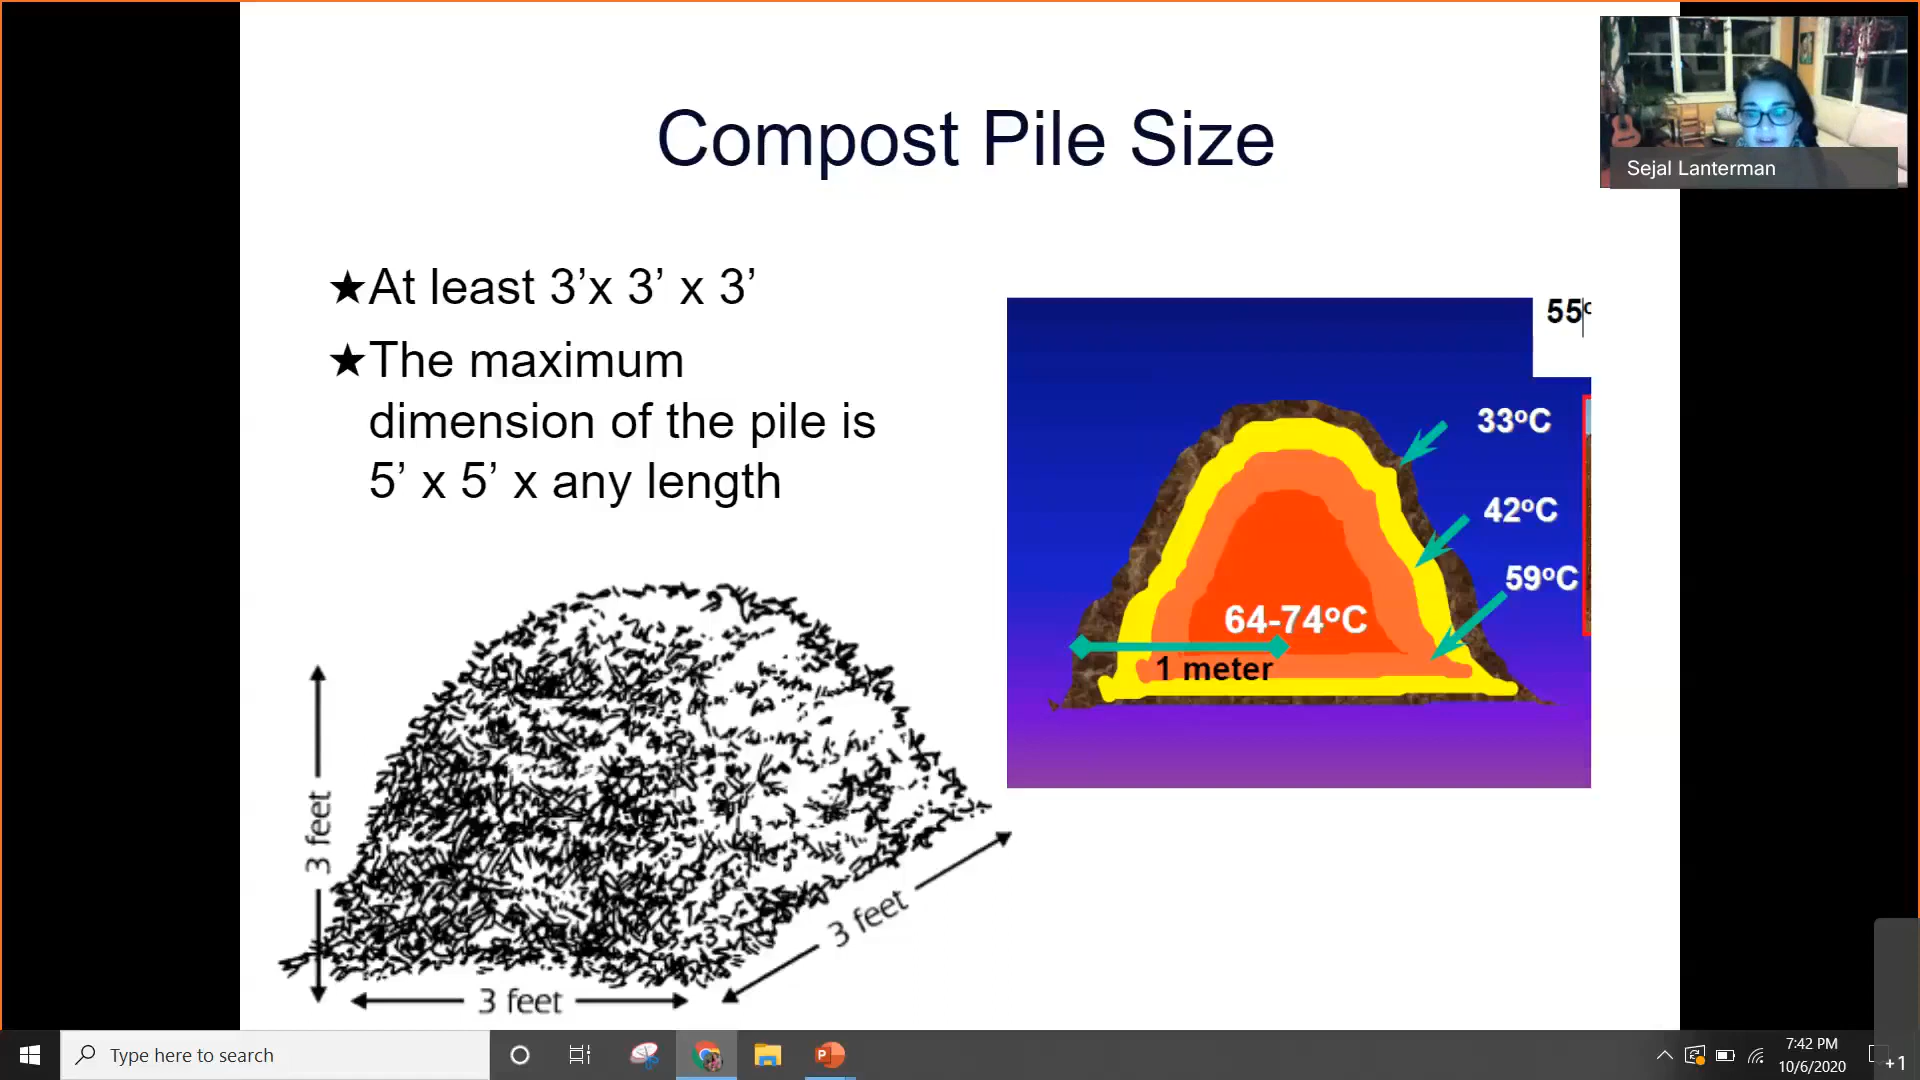 Compost Pile Size
Sejal Lanterman
★At least 3’x 3’ x 3’
★The maximum
dimension of the pile is
5’ x 5’ x any length
55o
33oC
42oC
59oC
64-74oC
1 meter
3 feet
3 feet
3 feet
Type here to search
7:42 PM
10/6/2020
+1